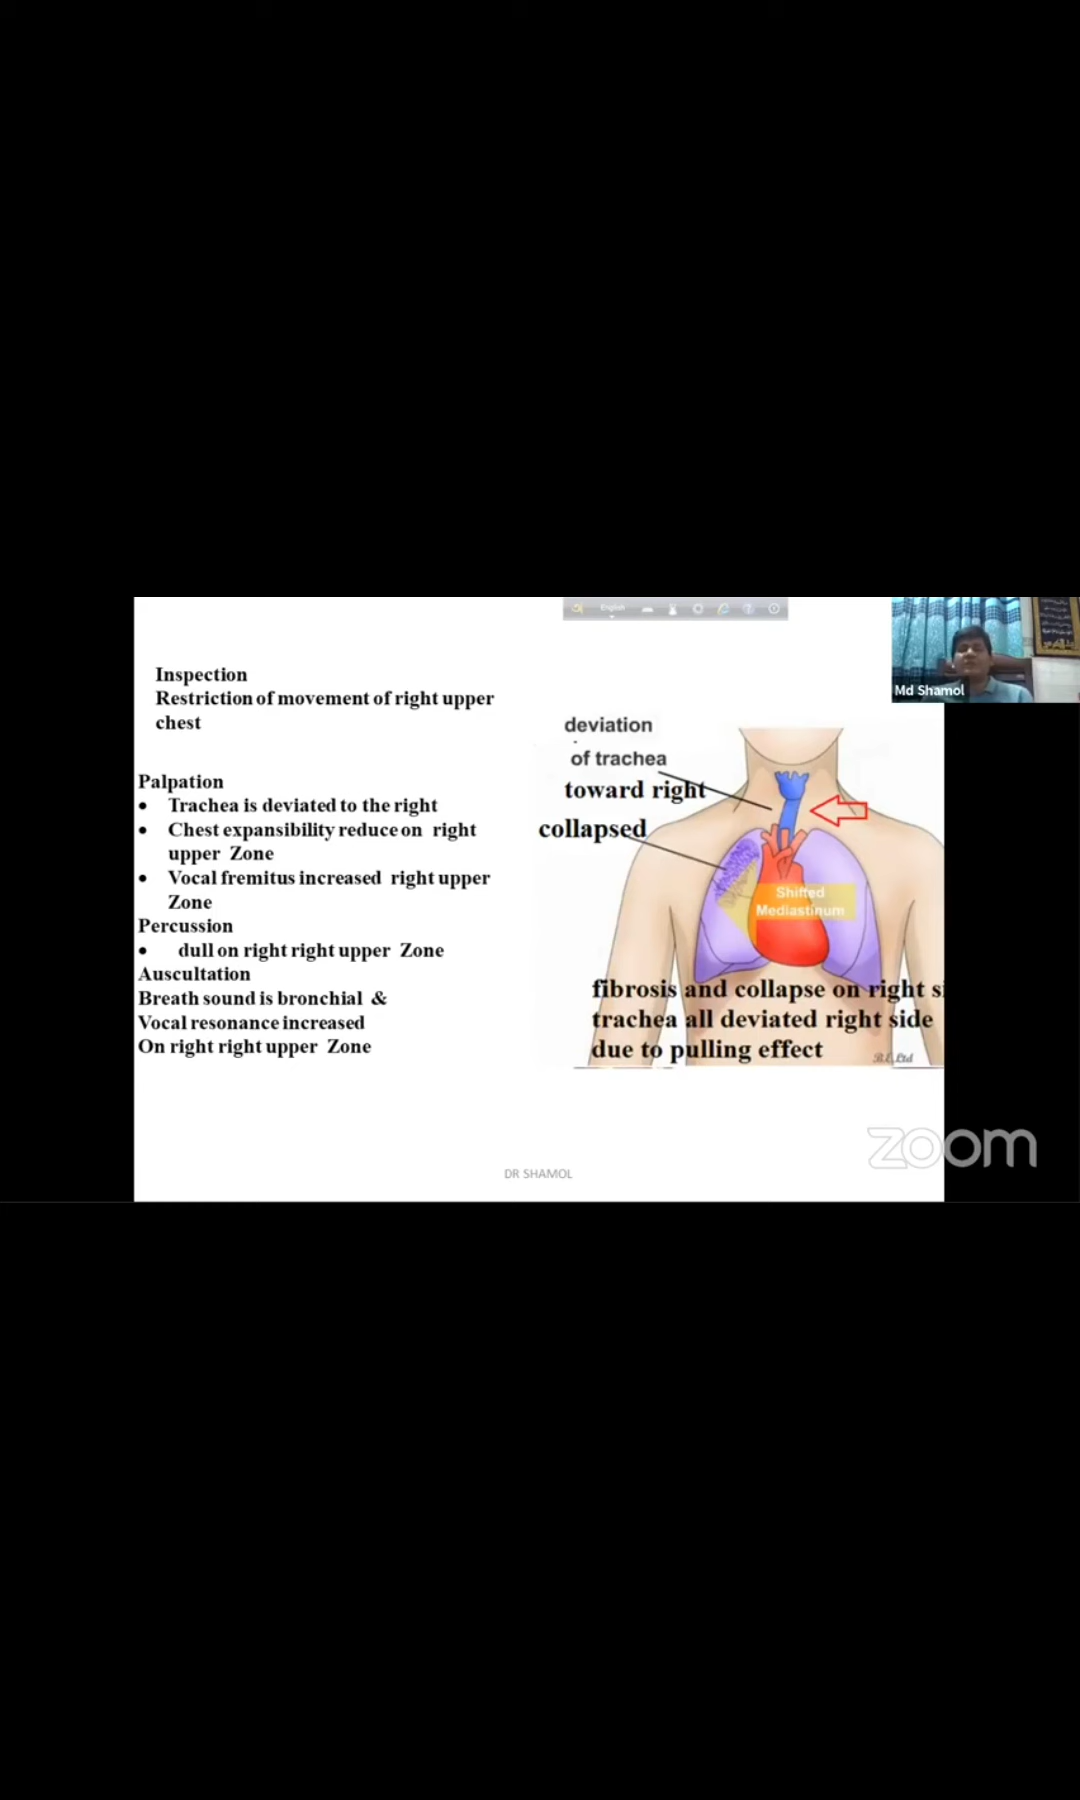 English
Md Shamol
Inspection
Restriction of movement of right upper
chest
Palpation
• Trachea is deviated to the right
• Chest expansibility reduce on right
upper Zone
• Vocal fremitus increased right upper
Zone
Percussion
• dull on right right upper Zone
Auscultation
Breath sound is bronchial &
Vocal resonance increased
On right right upper Zone
deviation
of trachea
toward right
collapsed
Shiffed
Mediastinum
fibrosis and collapse on right si
trachea all deviated right side
due to pulling effect
DR SHAMOL
zoom